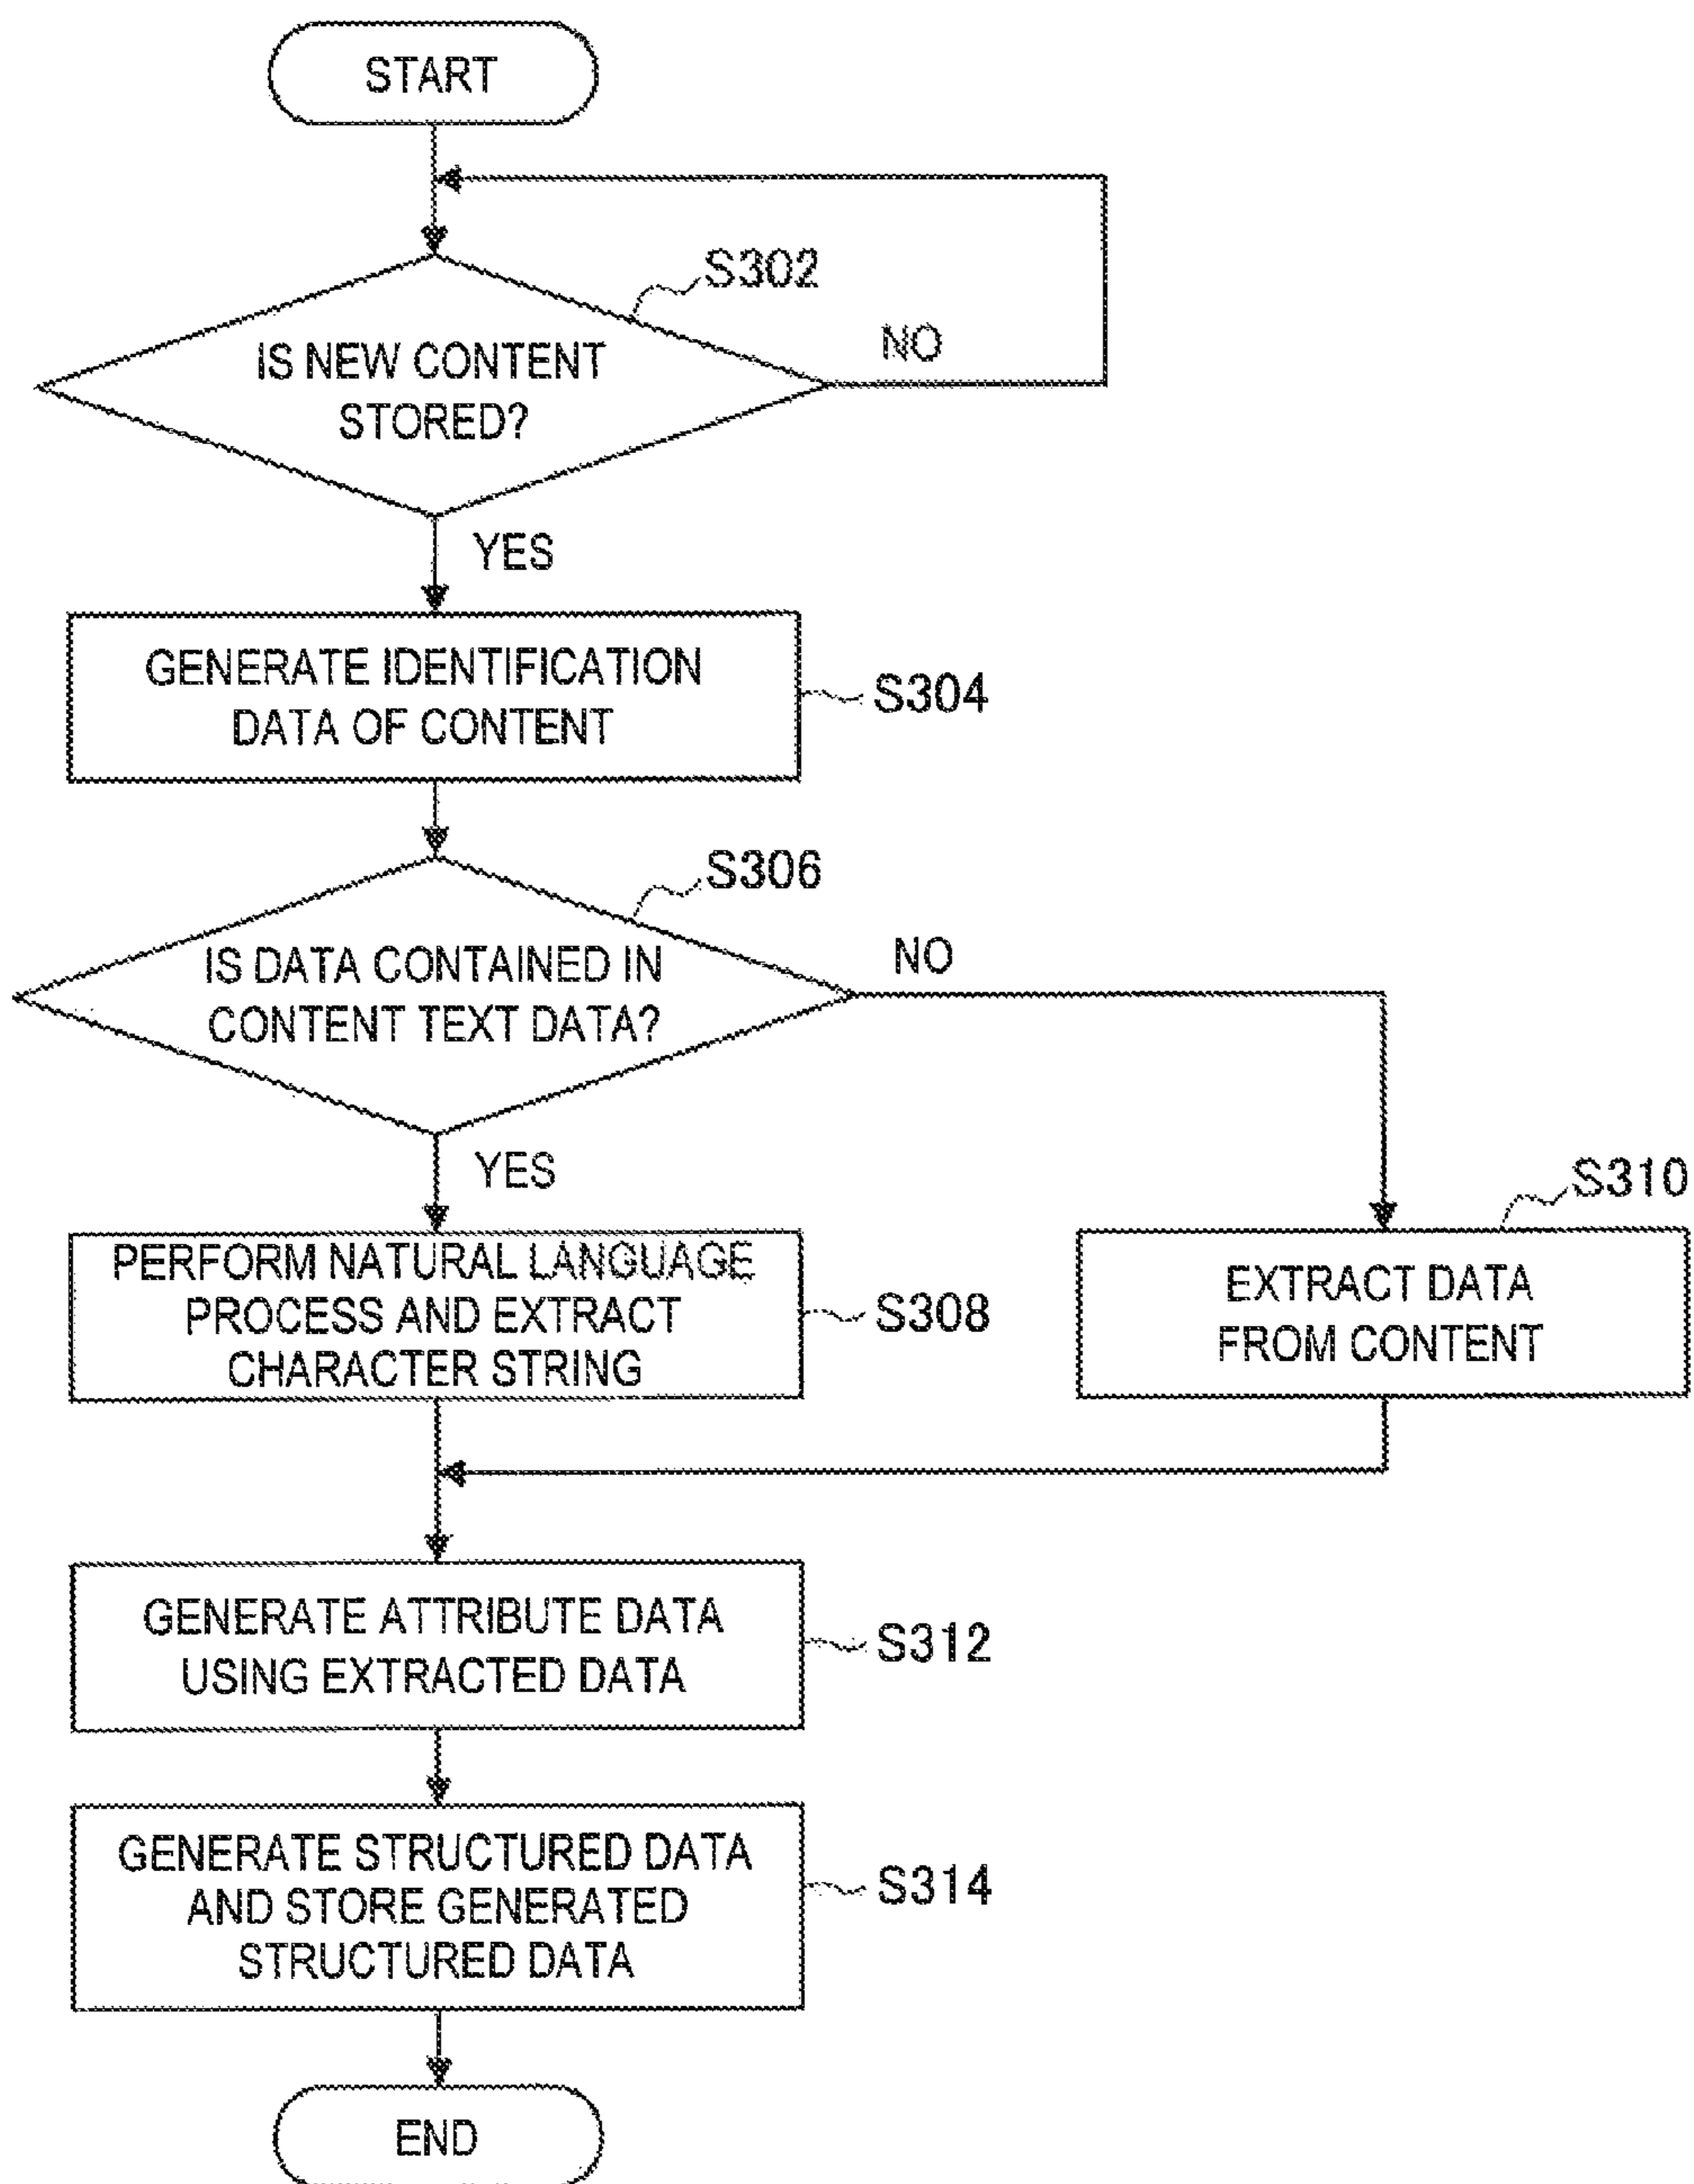 START
S302
IS NEW CONTENT
STORED?
NO
YES
GENERATE IDENTIFICATION
DATA OF CONTENT
S304
S306
IS DATA CONTAINED IN
CONTENT TEXT DATA?
NO
YES
S310
PERFORM NATURAL LANGUAGE
PROCESS AND EXTRACT
CHARACTER STRING
S308
EXTRACT DATA
FROM CONTENT
GENERATE ATTRIBUTE DATA
USING EXTRACTED DATA
S312
GENERATE STRUCTURED DATA
AND STORE GENERATED
STRUCTURED DATA
S314
END